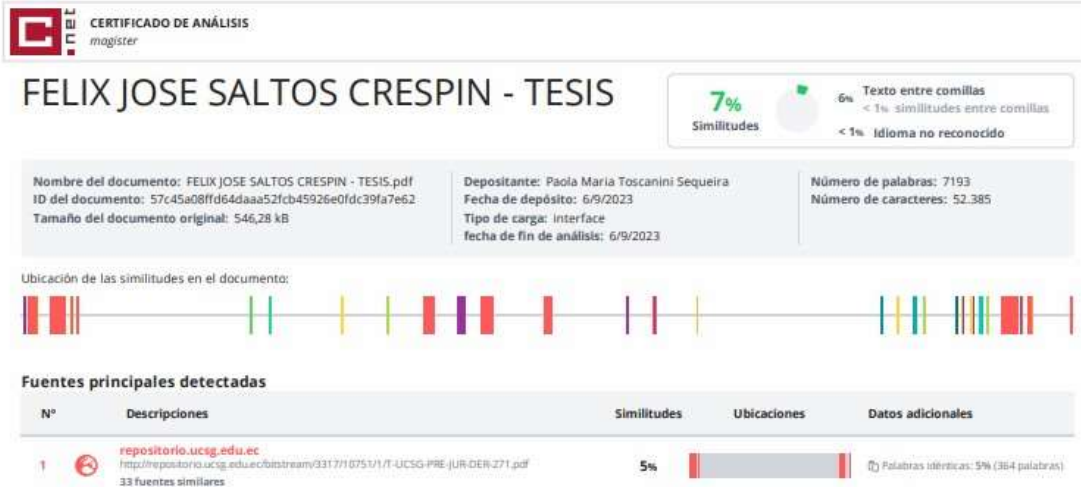 C.net
CERTIFICADO DE ANÁLISIS
magister
FELIX JOSE SALTOS CRESPIN - TESIS
7%
Similitudes
6% Texto entre comillas
< 1% similitudes entre comillas
< 1% Idioma no reconocido
Nombre del documento: FELIX JOSE SALTOS CRESPIN - TESIS.pdf
ID del documento: 57c45a08ffd64daaa52fcb45926e0fdc39fa7e62
Tamaño del documento original: 546,28 kB
Depositante: Paola Maria Toscanini Sequeira
Fecha de depósito: 6/9/2023
Tipo de carga: interface
fecha de fin de análisis: 6/9/2023
Número de palabras: 7193
Número de caracteres: 52.385
Ubicación de las similitudes en el documento:
Fuentes principales detectadas
N° Descripciones Similitudes Ubicaciones Datos adicionales
1 repositorio.ucsg.edu.ec
http://repositorio.ucsg.edu.ec/bitstream/3317/10751/1/T-UCSG-PRE-JUR-DER-271.pdf
33 fuentes similares
5%
Palabras idénticas: 5% (364 palabras)